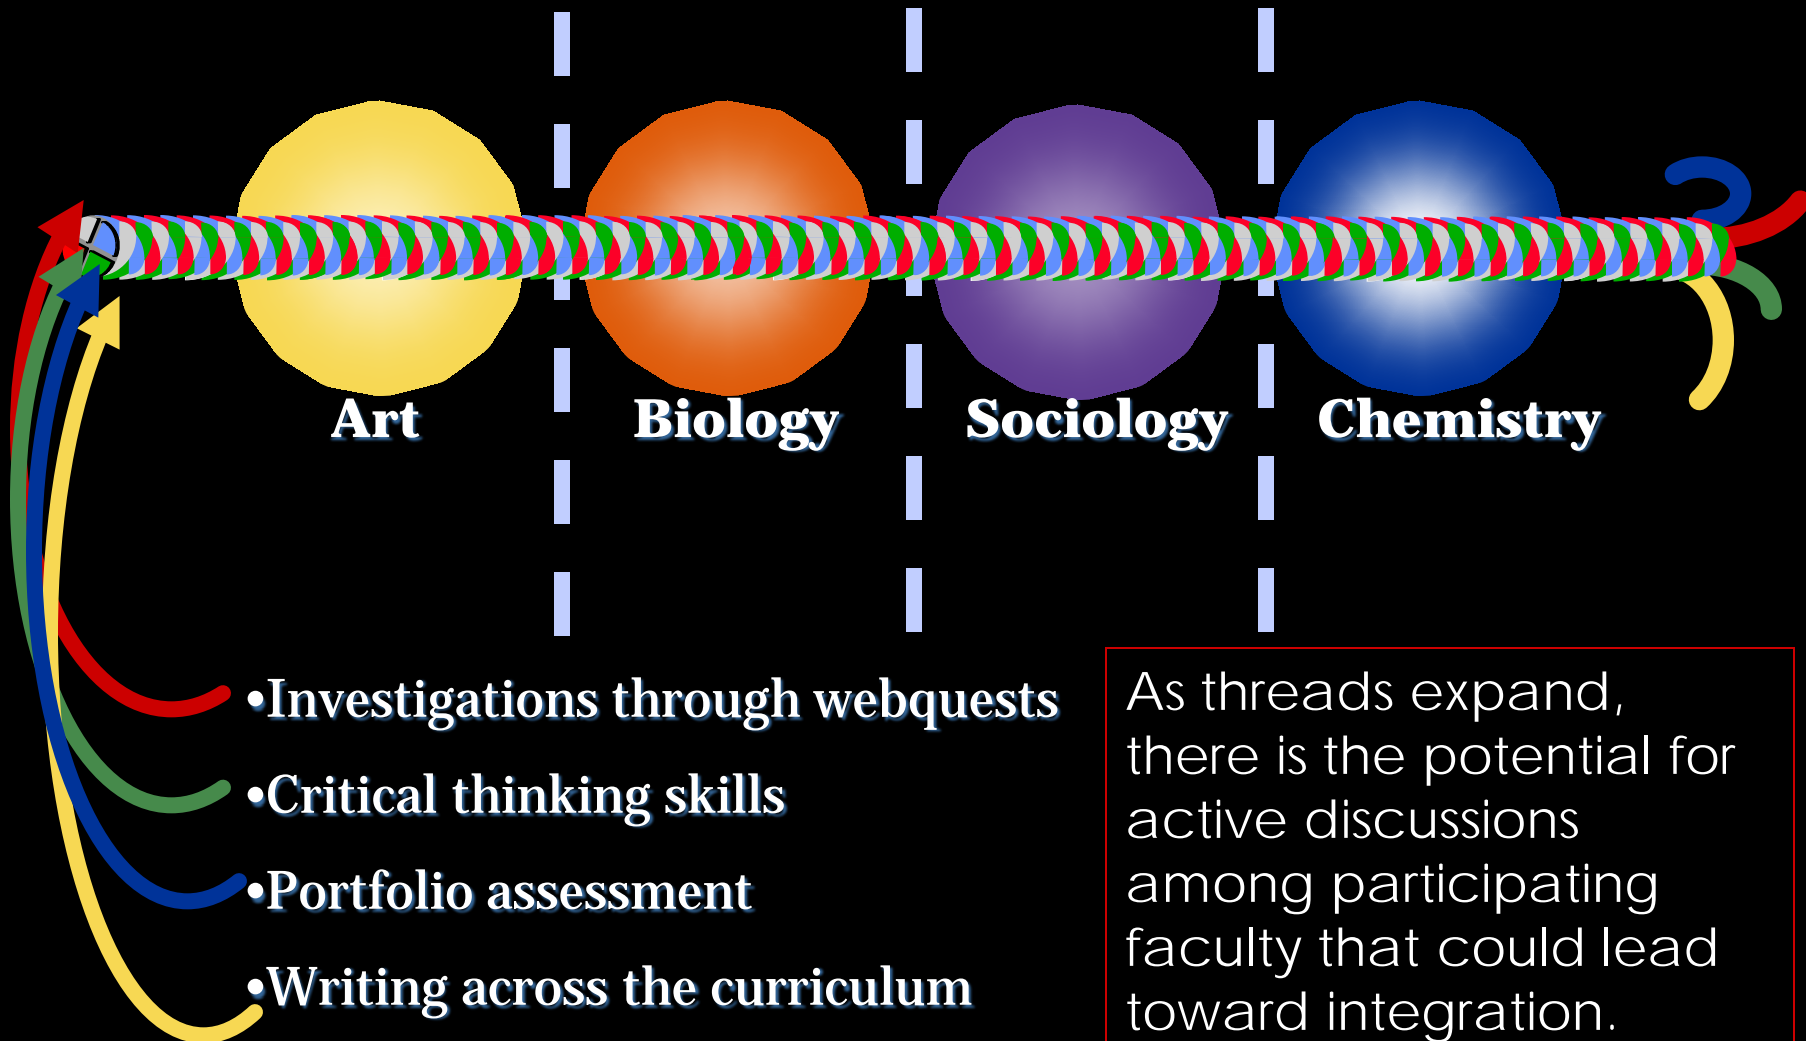 Art
Biology
Sociology
Chemistry
•Investigations through webquests
•Critical thinking skills
•Portfolio assessment
•Writing across the curriculum
As threads expand,
there is the potential for
active discussions
among participating
faculty that could lead
toward integration.